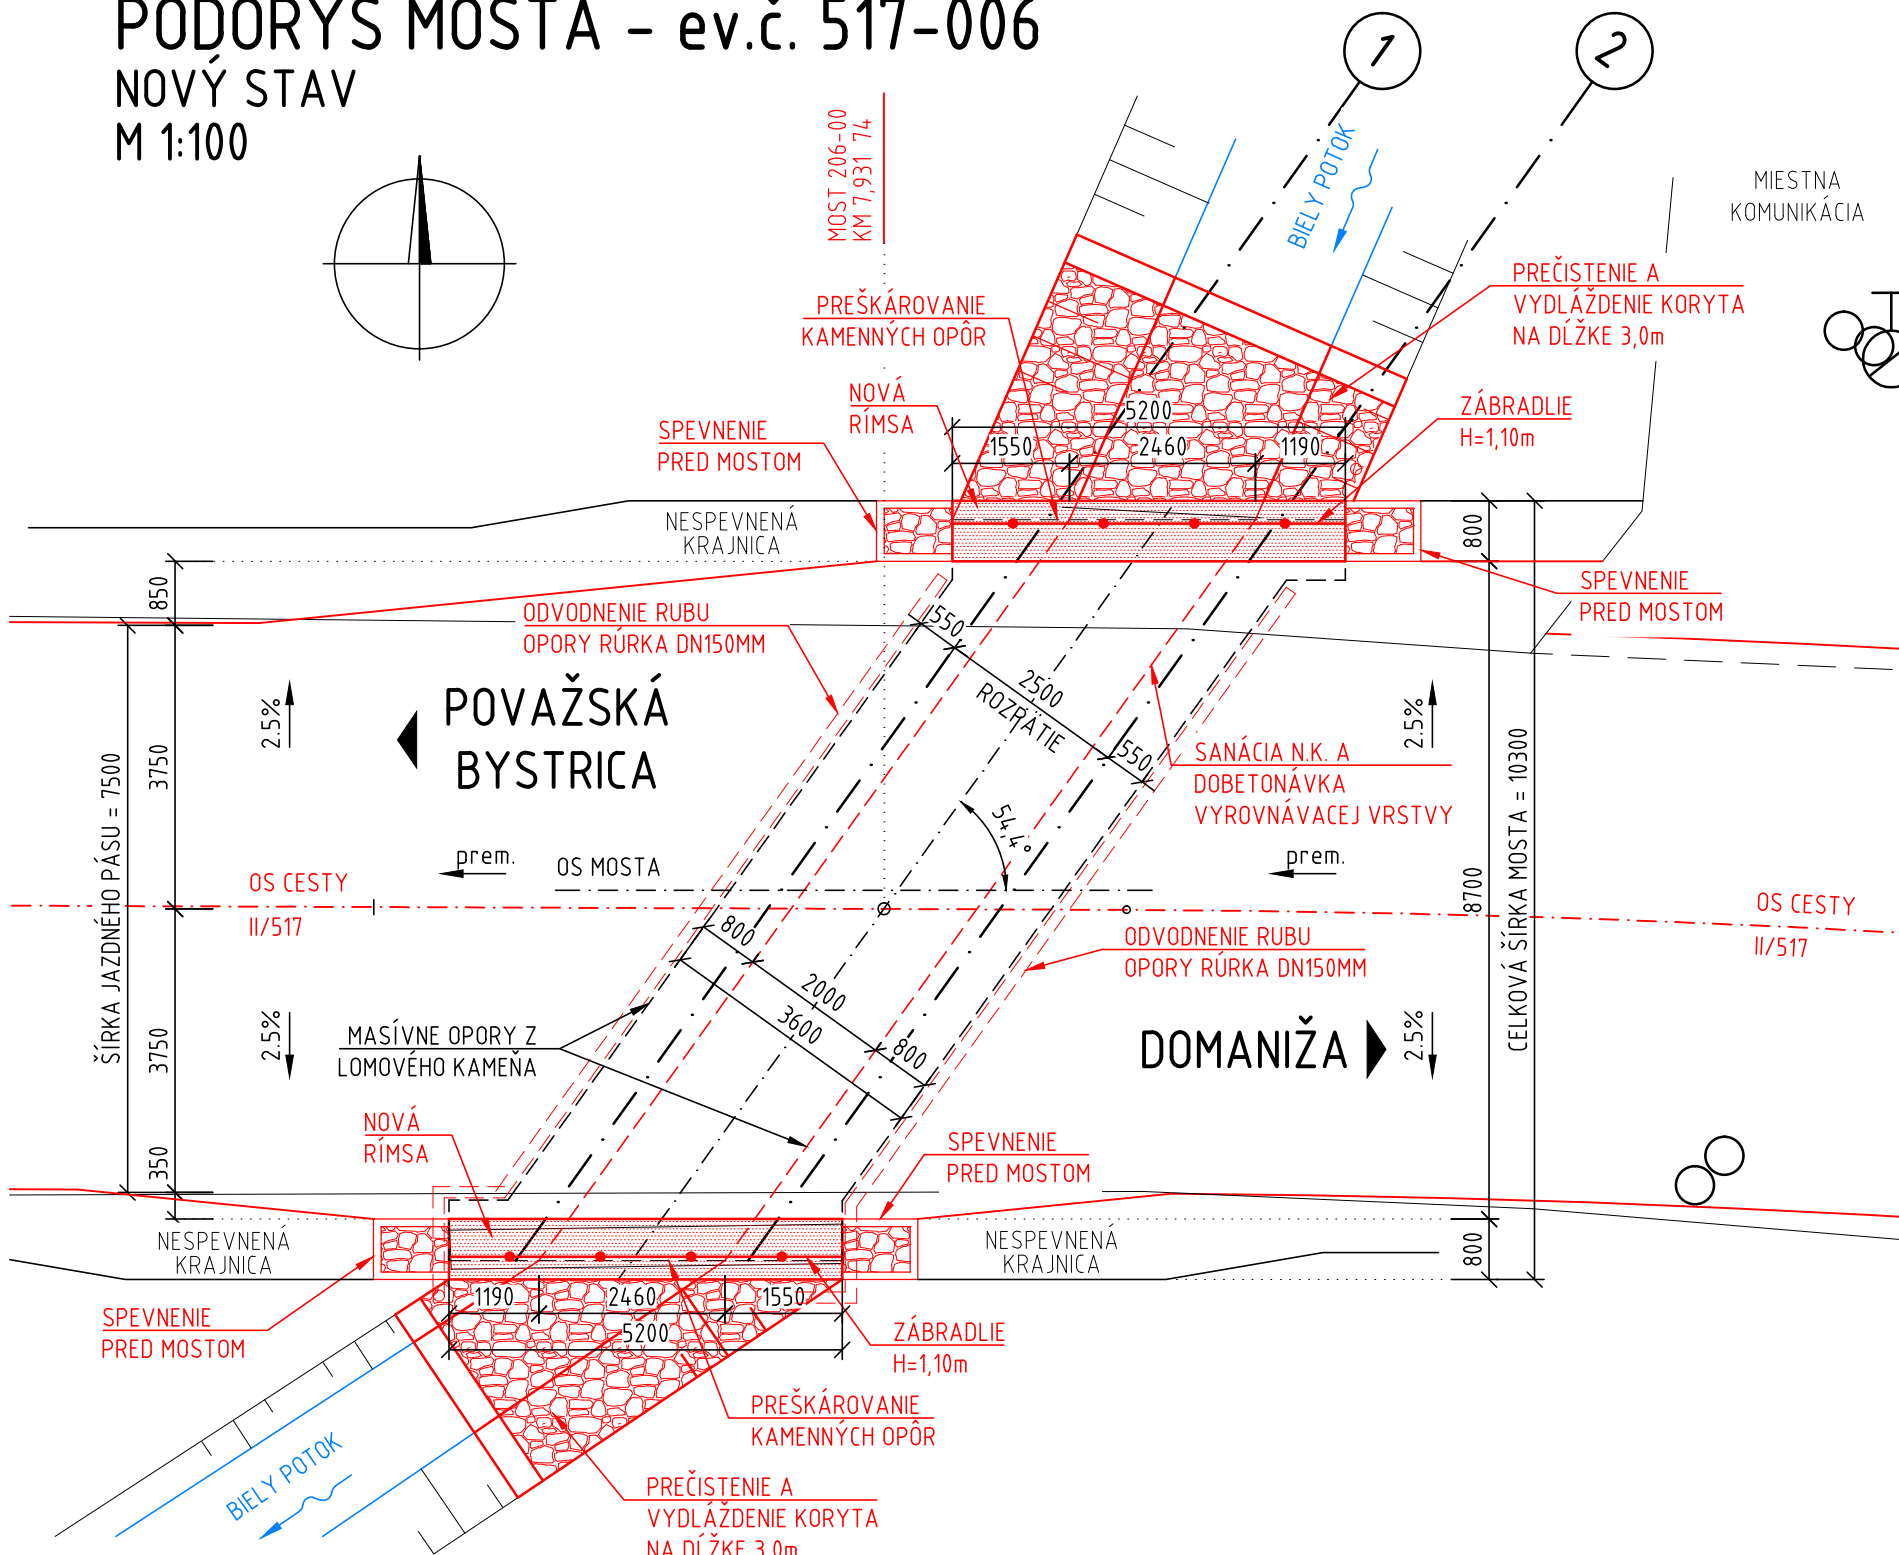 PÔDORYS MOSTA - ev.č. 517-006
NOVÝ STAV
M 1:100
1
2
MOST 206-00
KM 7,931 74
BIELY POTOK
MIESTNA
KOMUNIKÁCIA
PREČISTENIE A
VYDLÁŽDENIE KORYTA
NA DĹŽKE 3,0m
PREŠKÁROVANIE
KAMENNÝCH OPÔR
NOVÁ
RÍMSA
ZÁBRADLIE
H=1,10m
SPEVNENIE
PRED MOSTOM
5200
1550
2460
1190
NESPEVNENÁ
KRAJNICA
800
850
SPEVNENIE
PRED MOSTOM
ODVODNENIE RUBU
OPORY RÚRKA DN150MM
550
2500
ROZPÄTIE
550
POVAŽSKÁ
BYSTRICA
2.5%
2.5%
3750
ŠÍRKA JAZDNÉHO PÁSU = 7500
SANÁCIA N.K. A
DOBETONÁVKA
VYROVNÁVACEJ VRSTVY
54,4°
prem.
OS MOSTA
prem.
OS CESTY
II/517
8700
CELKOVÁ ŠÍRKA MOSTA = 10300
OS CESTY
II/517
800
2000
3600
800
ODVODNENIE RUBU
OPORY RÚRKA DN150MM
MASÍVNE OPORY Z
LOMOVÉHO KAMEŇA
DOMANIŽA
2.5%
2.5%
3750
350
NOVÁ
RÍMSA
SPEVNENIE
PRED MOSTOM
NESPEVNENÁ
KRAJNICA
NESPEVNENÁ
KRAJNICA
800
1190
2460
1550
5200
SPEVNENIE
PRED MOSTOM
ZÁBRADLIE
H=1,10m
PREŠKÁROVANIE
KAMENNÝCH OPÔR
BIELY POTOK
PREČISTENIE A
VYDLÁŽDENIE KORYTA
NA DĹŽKE 3,0m